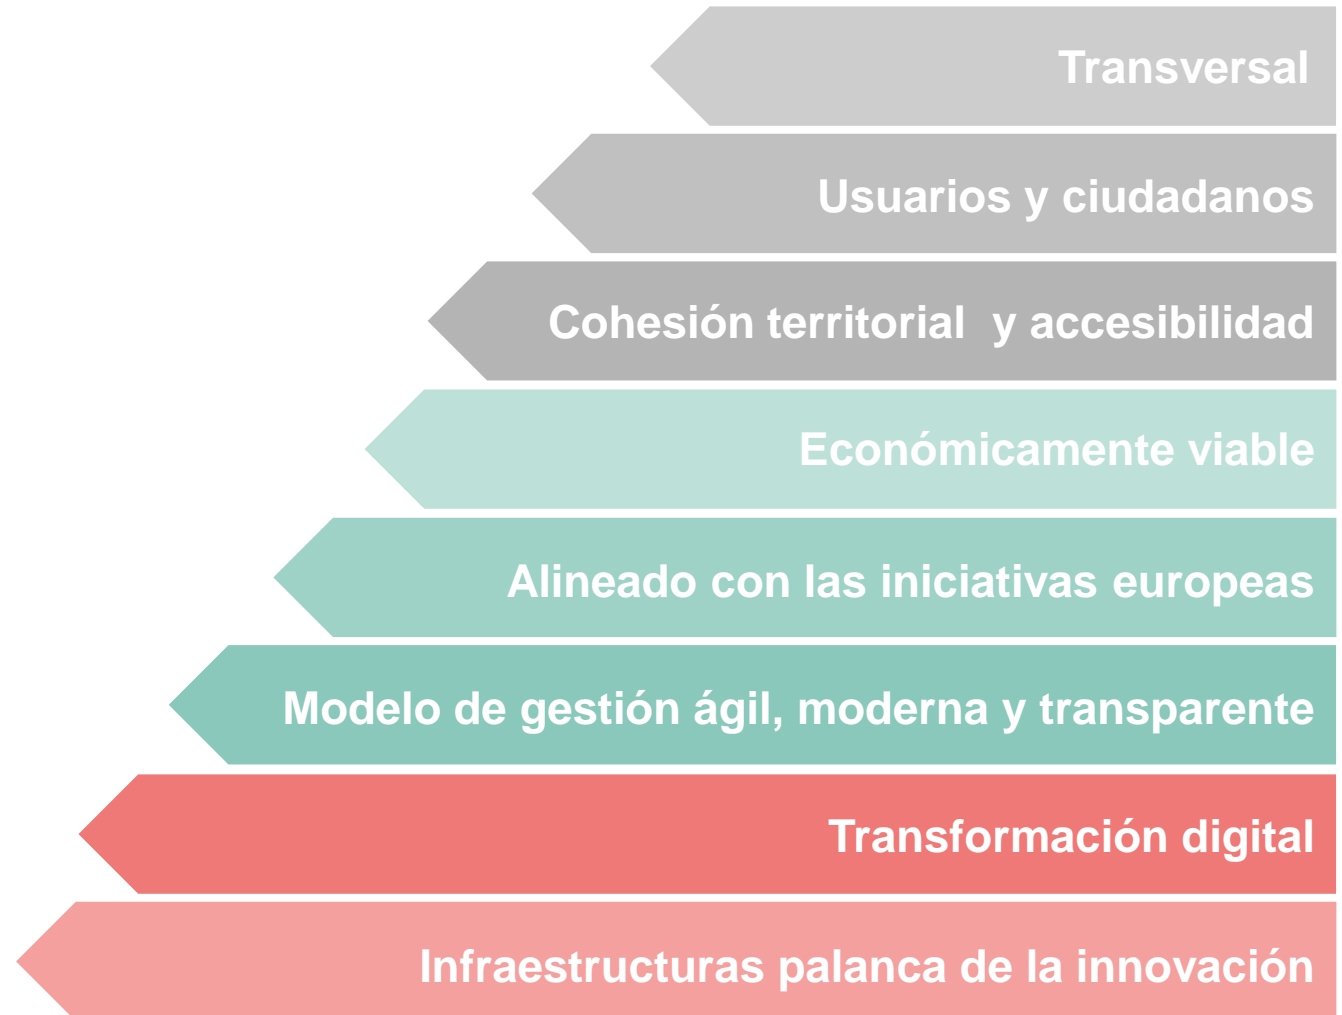 Transversal
Usuarios y ciudadanos
Cohesión territorial y accesibilidad
Económicamente viable
Alineado con las iniciativas europeas
Modelo de gestión ágil, moderna y transparente
Transformación digital
Infraestructuras palanca de la innovación